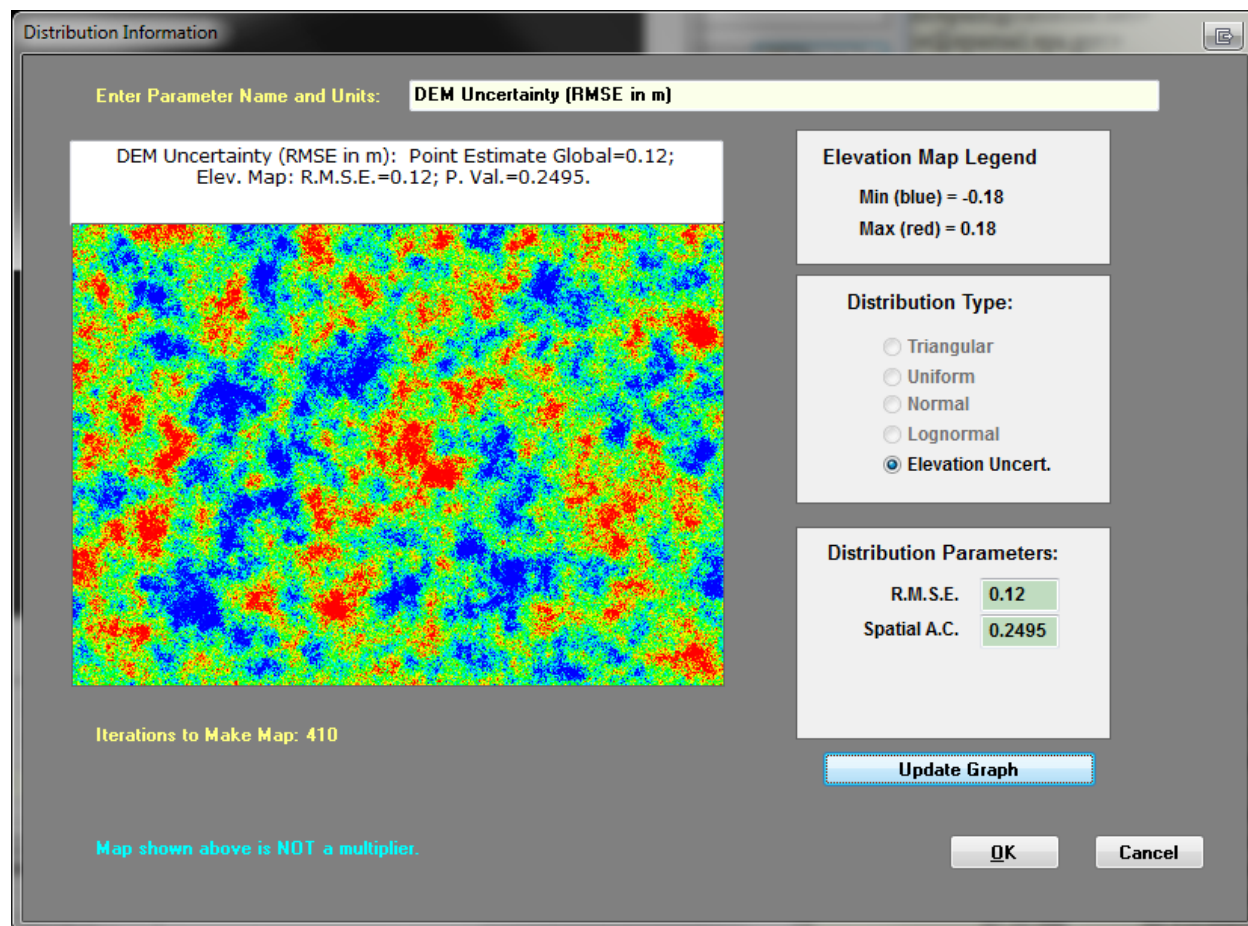 Distribution Information
Enter Parameter Name and Units:
DEM Uncertainty (RMSE in m)
DEM Uncertainty (RMSE in m):  Point Estimate Global=0.12;
Elev. Map: R.M.S.E.=0.12; P. Val.=0.2495.
Elevation Map Legend
Min (blue) = -0.18
Max (red) = 0.18
Distribution Type:
Triangular
Uniform
Normal
Lognormal
Elevation Uncert.
Distribution Parameters:
R.M.S.E. 0.12
Spatial A.C. 0.2495
Iterations to Make Map: 410
Update Graph
Map shown above is NOT a multiplier.
OK
Cancel